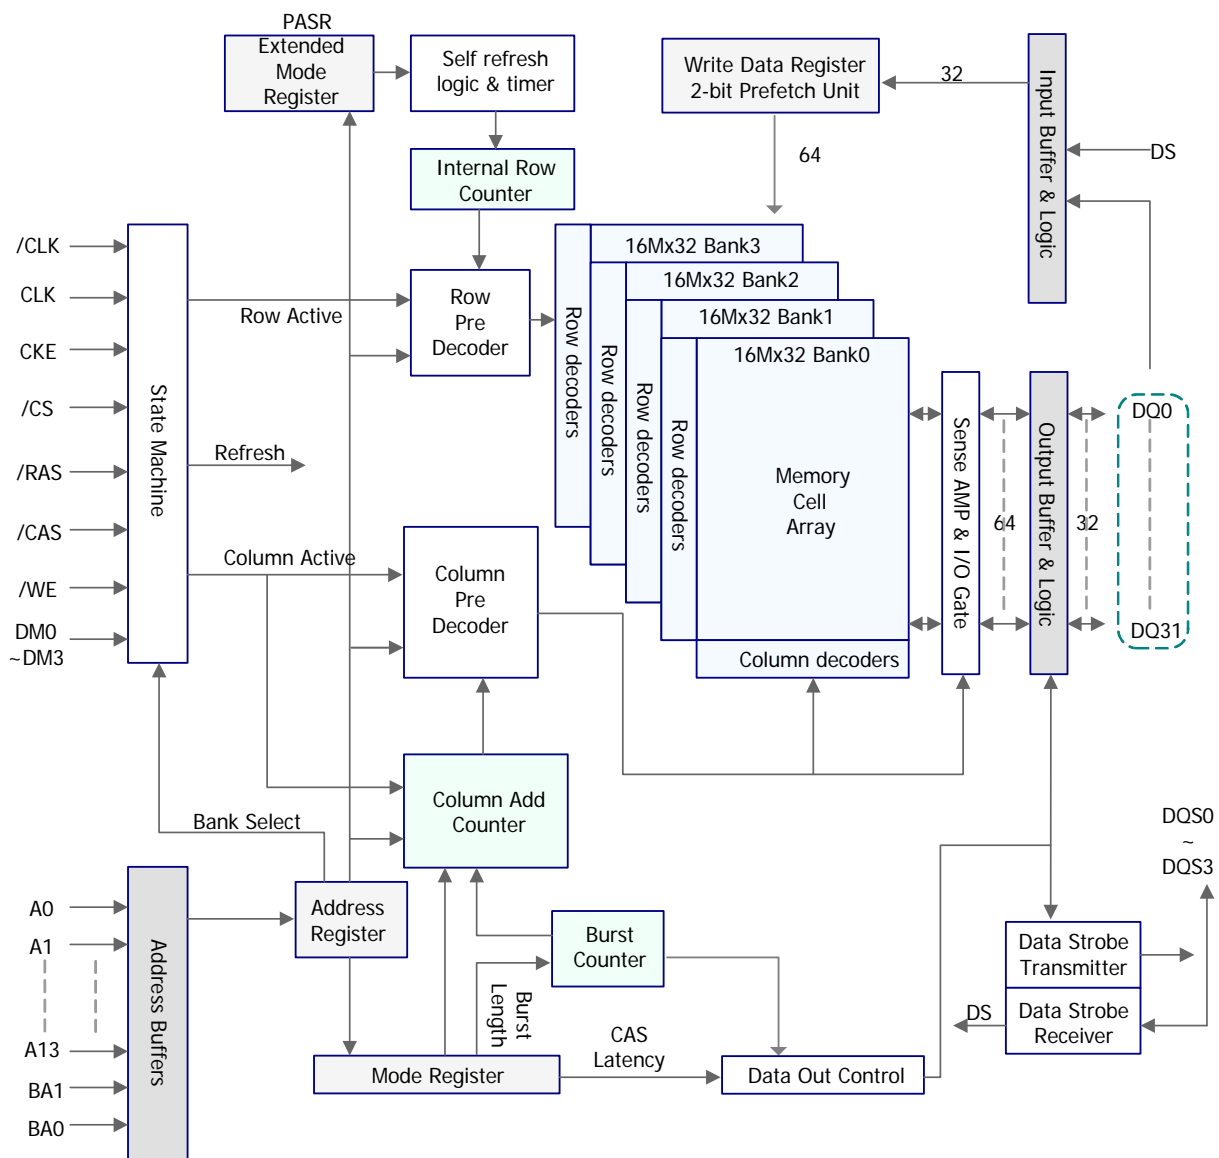 PASR
Extended
Mode
Register
Self refresh
logic & timer
Write Data Register
2-bit Prefetch Unit
32
Input Buffer & Logic
DS
64
Internal Row
Counter
/CLK
CLK
CKE
/CS
/RAS
/CAS
/WE
DM0
~DM3
State Machine
Row Active
Refresh
Column Active
Bank Select
Row
Pre
Decoder
Row decoders
16Mx32 Bank3
Row decoders
16Mx32 Bank2
Row decoders
16Mx32 Bank1
Row decoders
16Mx32 Bank0
Memory
Cell
Array
Column decoders
Sense AMP & I/O Gate
64
Output Buffer & Logic
32
DQ0
DQ31
Column
Pre
Decoder
Column Add
Counter
A0
A1
A13
BA1
BA0
Address Buffers
Address
Register
Burst
Counter
Burst
Length
Mode Register
CAS
Latency
Data Out Control
DQS0
~
DQS3
Data Strobe
Transmitter
DS
Data Strobe
Receiver